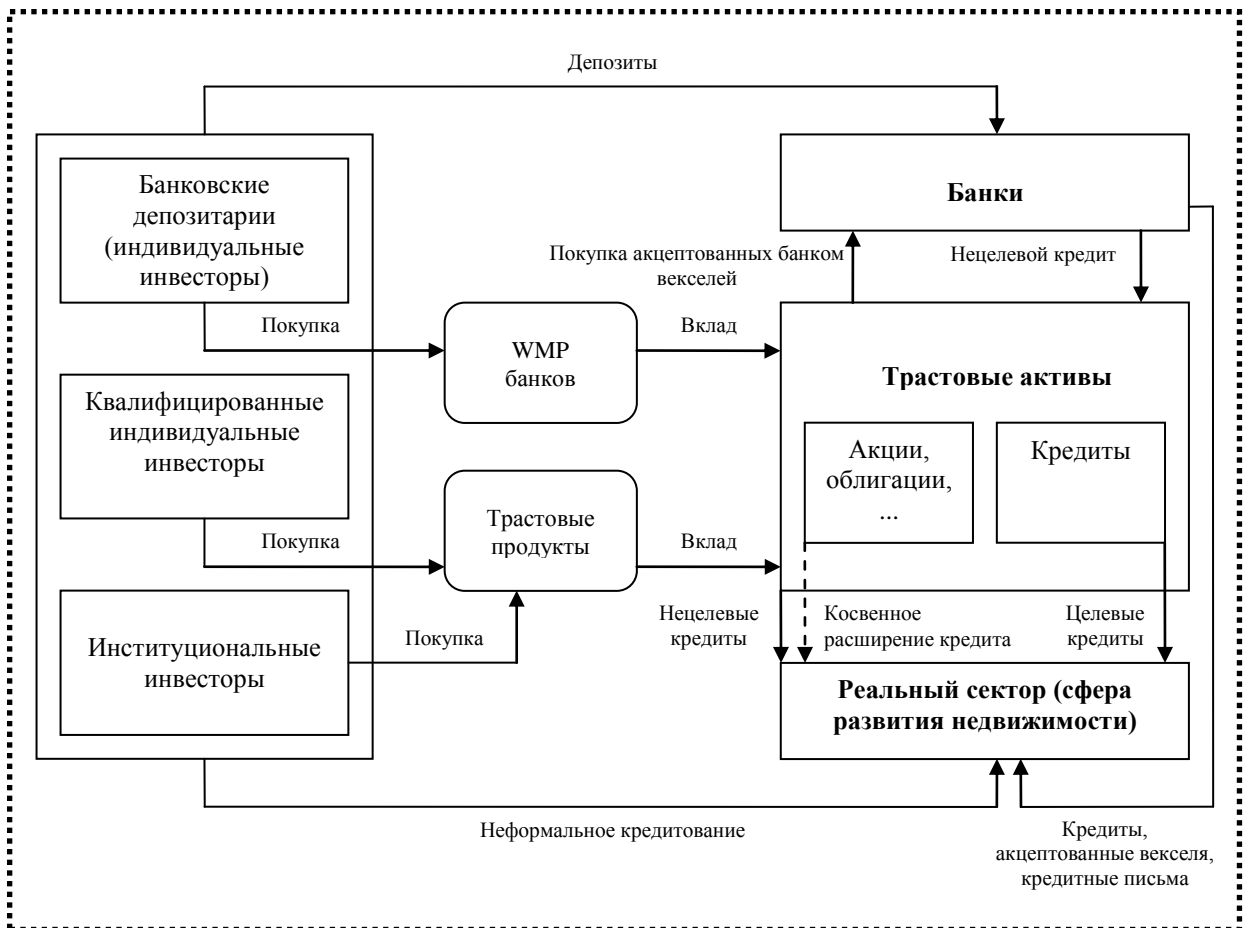 Депозиты
Банковские
депозитарии
(индивидуальные
инвесторы)
Банки
Покупка акцептованных банком
векселей
Нецелевой кредит
Покупка
WMP
банков
Вклад
Трастовые активы
Квалифицированные
индивидуальные
инвесторы
Акции,
облигации,
...
Кредиты
Покупка
Трастовые
продукты
Вклад
Институциональные
инвесторы
Покупка
Нецелевые
кредиты
Косвенное
расширение кредита
Целевые
кредиты
Реальный сектор (сфера
развития недвижимости)
Неформальное кредитование
Кредиты,
акцептованные векселя,
кредитные письма